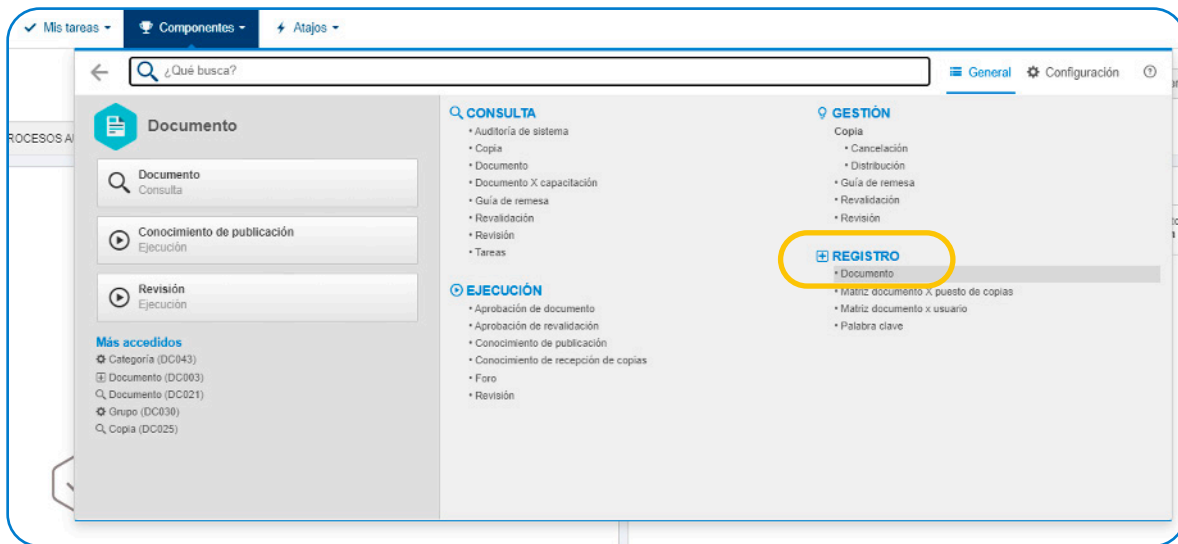 Mis tareas
Componentes
Atajos
¿Qué busca?
General
Configuración
Documento
Documento
Consulta
Conocimiento de publicación
Ejecución
Revisión
Ejecución
Más accedidos
Categoría (DC043)
Documento (DC003)
Documento (DC021)
Grupo (DC030)
Copia (DC025)
CONSULTA
• Auditoría de sistema
• Copia
• Documento
• Documento X capacitación
• Guía de remesa
• Revalidación
• Revisión
• Tareas
EJECUCIÓN
• Aprobación de documento
• Aprobación de revalidación
• Conocimiento de publicación
• Conocimiento de recepción de copias
• Foro
• Revisión
GESTIÓN
Copia
• Cancelación
• Distribución
• Guía de remesa
• Revalidación
• Revisión
REGISTRO
• Documento
• Matriz documento X puesto de copias
• Matriz documento x usuario
• Palabra clave
ROCESOS A